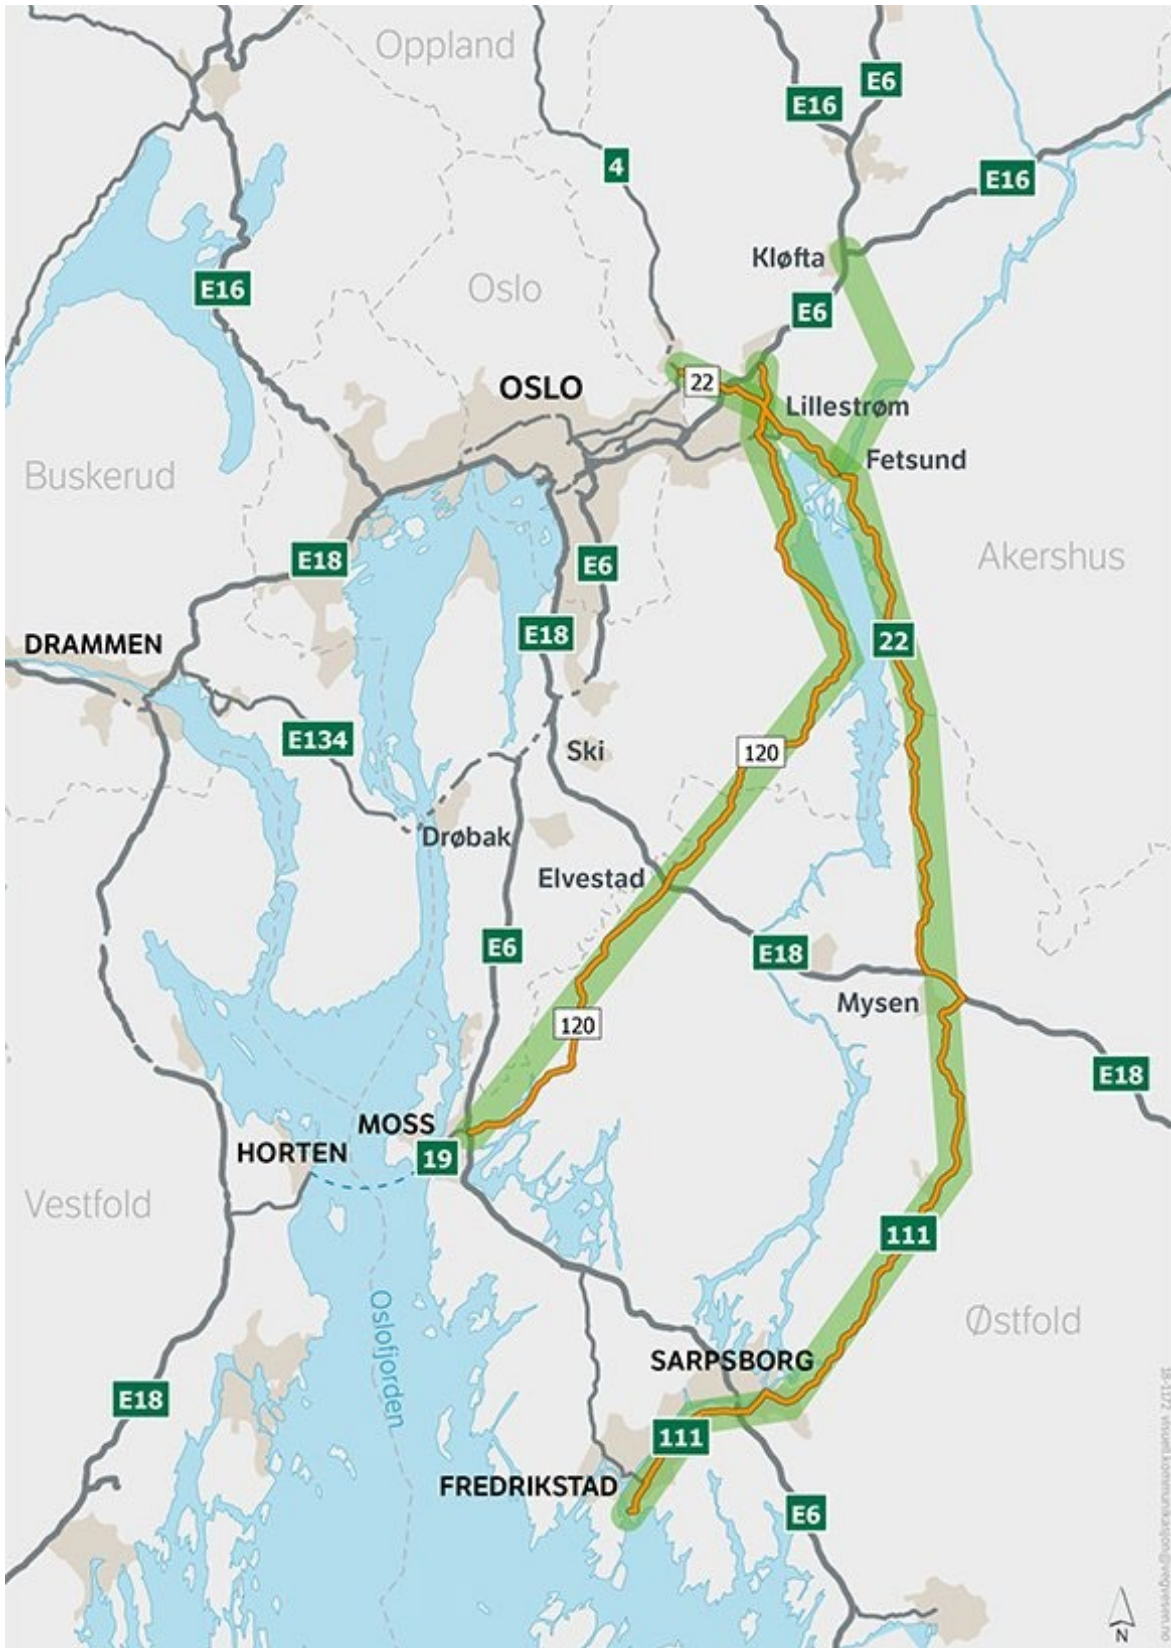 Oppland
E6
E16
4
E16
Kløfta
E16
Oslo
E6
22
OSLO
Lillestrøm
Buskerud
Fetsund
E18
E6
Akershus
E18
22
DRAMMEN
E134
Ski
120
Drøbak
Elvestad
E6
E18
Mysen
120
E18
MOSS
HORTEN
19
Vestfold
111
Oslofjorden
Østfold
SARPSBORG
E18
111
FREDRIKSTAD
E6
N